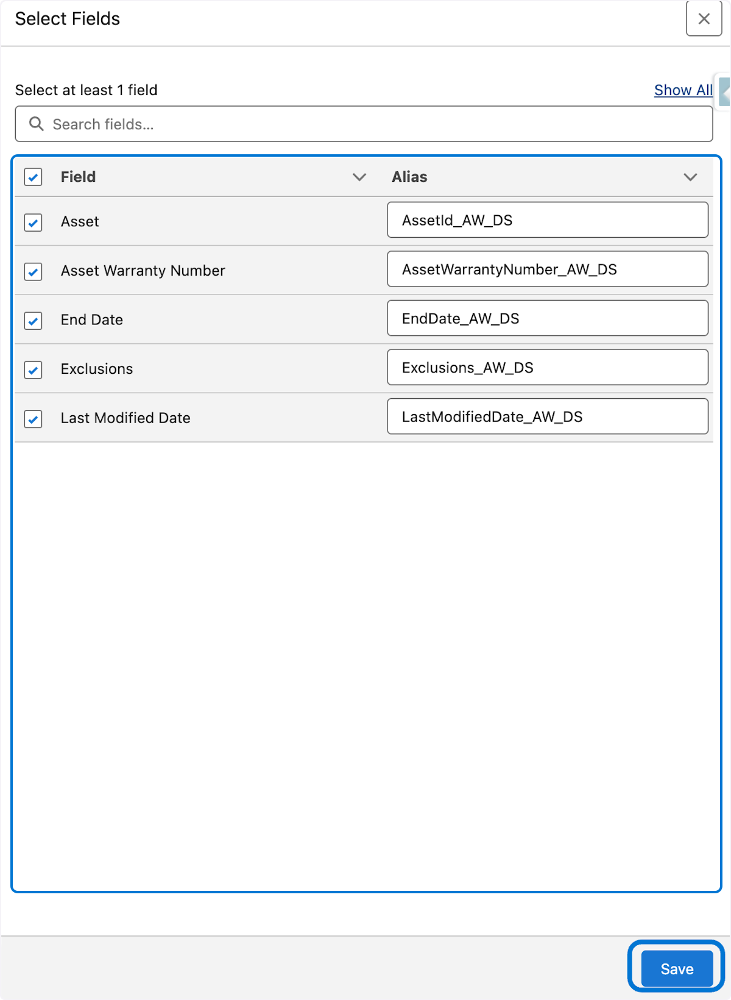 Select Fields
Select at least 1 field
Show All
Search fields...
Field Alias
Asset AssetId_AW_DS
Asset Warranty Number AssetWarrantyNumber_AW_DS
End Date EndDate_AW_DS
Exclusions Exclusions_AW_DS
Last Modified Date LastModifiedDate_AW_DS
Save